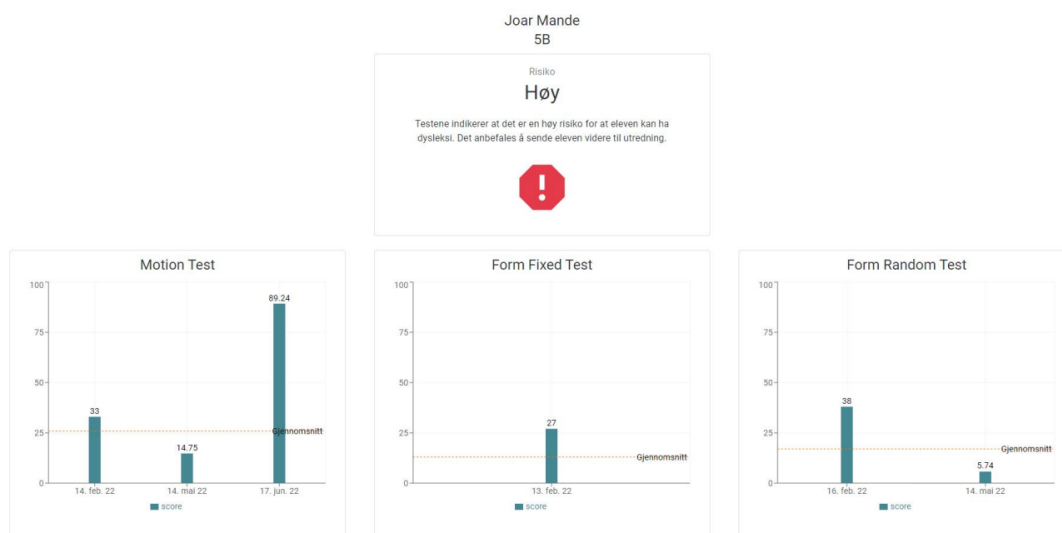 Joar Mande
5B
Risiko
Høy
Testene indikerer at det er en høy risiko for at eleven kan ha
dysleksi. Det anbefales å sende eleven videre til utredning.
Motion Test
100
75
50
25
0
33
14.75
89.24
Gjennomsnitt
14. feb. 22
14. mai 22
17. jun. 22
score
Form Fixed Test
100
75
50
25
0
27
Gjennomsnitt
13. feb. 22
score
Form Random Test
100
75
50
25
0
38
5.74
Gjennomsnitt
16. feb. 22
14. mai 22
score